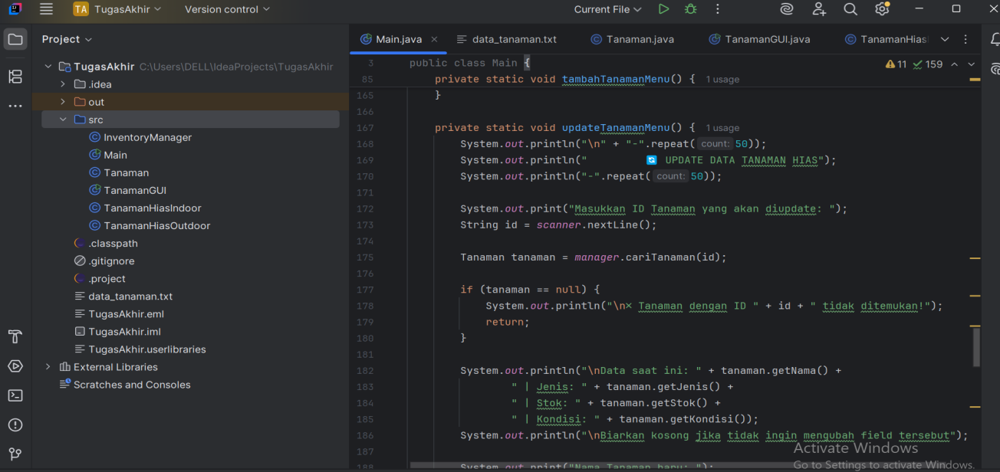 TA TugasAkhir Version control Current File
Project
Main.java data_tanaman.txt Tanaman.java TanamanGUI.java TanamanHias
TugasAkhir C:\Users\DELL\IdeaProjects\TugasAkhir
.idea
out
src
InventoryManager
Main
Tanaman
TanamanGUI
TanamanHiasIndoor
TanamanHiasOutdoor
.classpath
.gitignore
.project
data_tanaman.txt
TugasAkhir.eml
TugasAkhir.iml
TugasAkhir.userlibraries
External Libraries
Scratches and Consoles
3 public class Main {
11 159
85 private static void tambahTanamanMenu() { 1 usage
165 }
166
167 private static void updateTanamanMenu() { 1 usage
168 System.out.println("\n" + "-".repeat( count: 50));
169 System.out.println(" 🔄 UPDATE DATA TANAMAN HIAS");
170 System.out.println("-".repeat( count: 50));
171
172 System.out.print("Masukkan ID Tanaman yang akan diupdate: ");
173 String id = scanner.nextLine();
174
175 Tanaman tanaman = manager.cariTanaman(id);
176
177 if (tanaman == null) {
178 System.out.println("\n× Tanaman dengan ID " + id + " tidak ditemukan!");
179 return;
180 }
181
182 System.out.println("\nData saat ini: " + tanaman.getNama() +
183 " | Jenis: " + tanaman.getJenis() +
184 " | Stok: " + tanaman.getStok() +
185 " | Kondisi: " + tanaman.getKondisi());
186 System.out.println("\nBiarkan kosong jika tidak ingin mengubah field tersebut");
187
188 System.out.print("Nama Tanaman baru: ");
Activate Windows
Go to Settings to activate Windows.